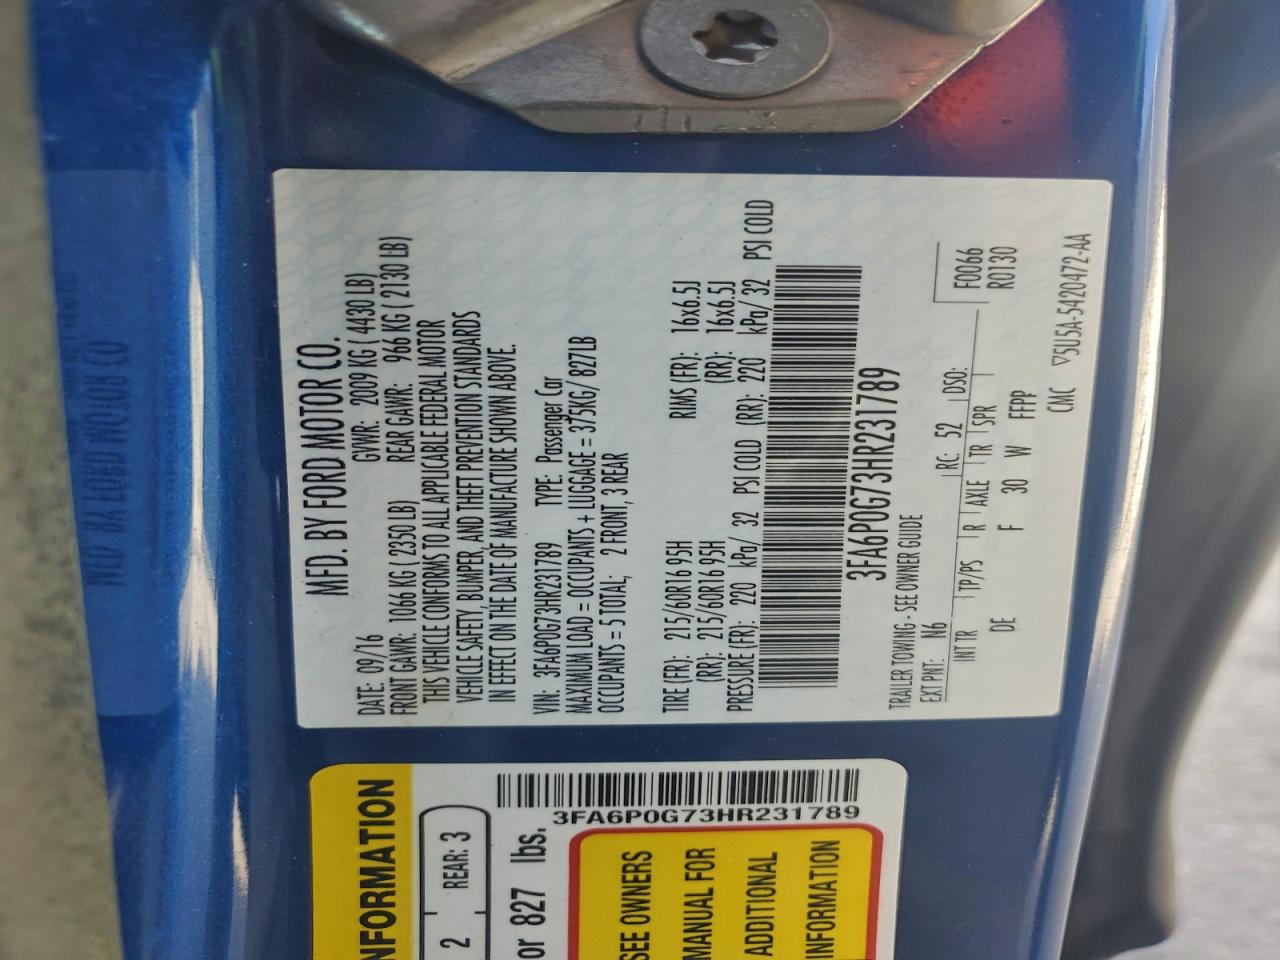 MFD. BY FORD MOTOR CO.
DATE: 09/16 GVWR: 2009 KG ( 4430 LB)
FRONT GAWR: 1066 KG ( 2350 LB) REAR GAWR: 966 KG ( 2130 LB)
THIS VEHICLE CONFORMS TO ALL APPLICABLE FEDERAL MOTOR
VEHICLE SAFETY, BUMPER, AND THEFT PREVENTION STANDARDS
IN EFFECT ON THE DATE OF MANUFACTURE SHOWN ABOVE.
VIN: 3FA6P0G73HR231789 TYPE: Passenger Car
MAXIMUM LOAD = OCCUPANTS + LUGGAGE = 375KG/ 827LB
OCCUPANTS = 5 TOTAL; 2 FRONT, 3 REAR
TIRE (FR): 215/60R16 95H RIMS (FR): 16x6.5J
(RR): 215/60R16 95H (RR): 16x6.5J
PRESSURE (FR): 220 kPa/ 32 PSI COLD (RR): 220 kPa/ 32 PSI COLD
3FA6P0G73HR231789
TRAILER TOWING - SEE OWNER GUIDE
EXT PNT: N6 RC: 52 DSO: F0066
R0130
INT TR TP/PS R AXLE TR SPR
DE F 30 W FFPP
CMC ▽5U5A-5420472-AA
NFORMATION
2 REAR: 3
or 827 lbs.
3FA6P0G73HR231789
SEE OWNERS
MANUAL FOR
ADDITIONAL
INFORMATION